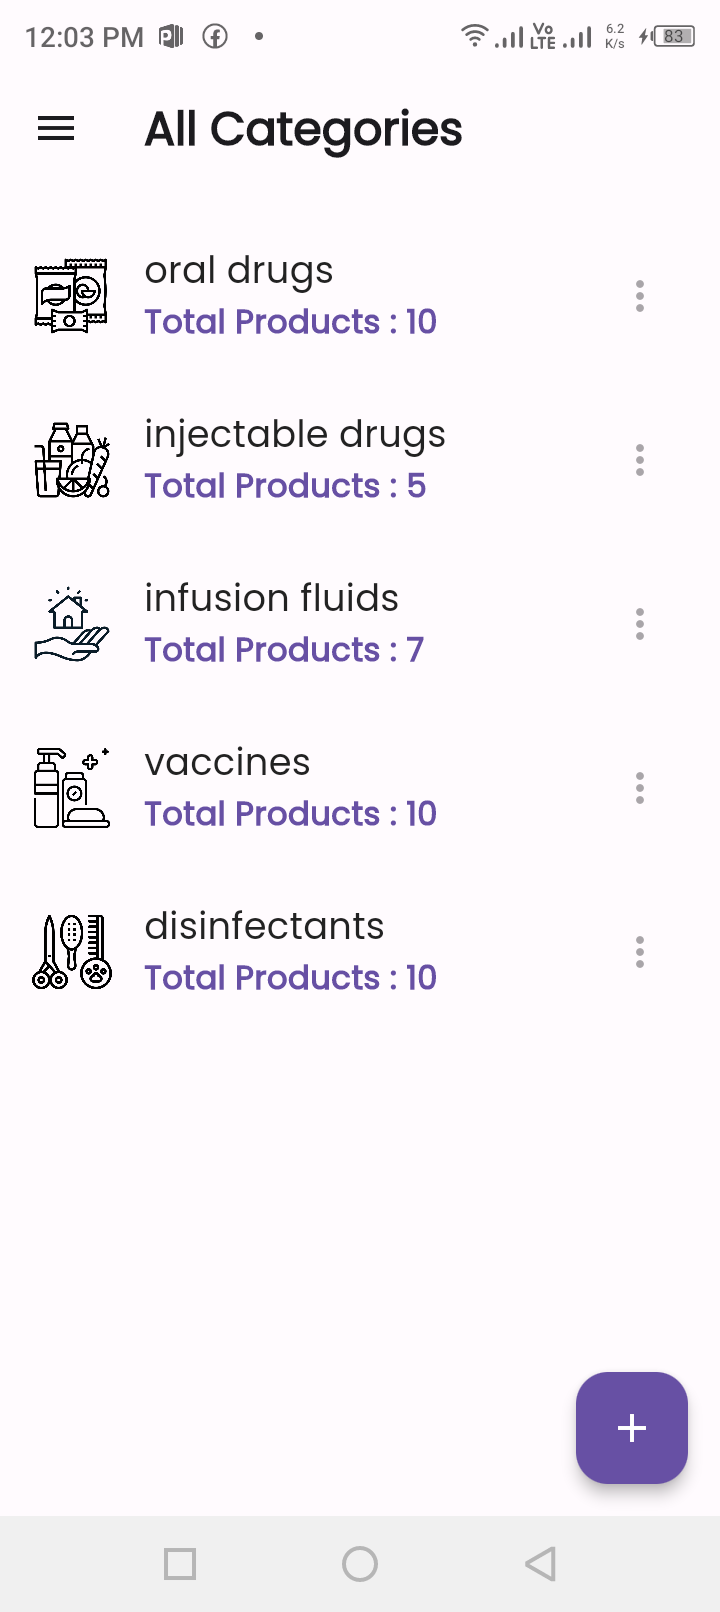 12:03 PM
Vo LTE
6.2 K/s
83
All Categories
oral drugs
Total Products : 10
injectable drugs
Total Products : 5
infusion fluids
Total Products : 7
vaccines
Total Products : 10
disinfectants
Total Products : 10